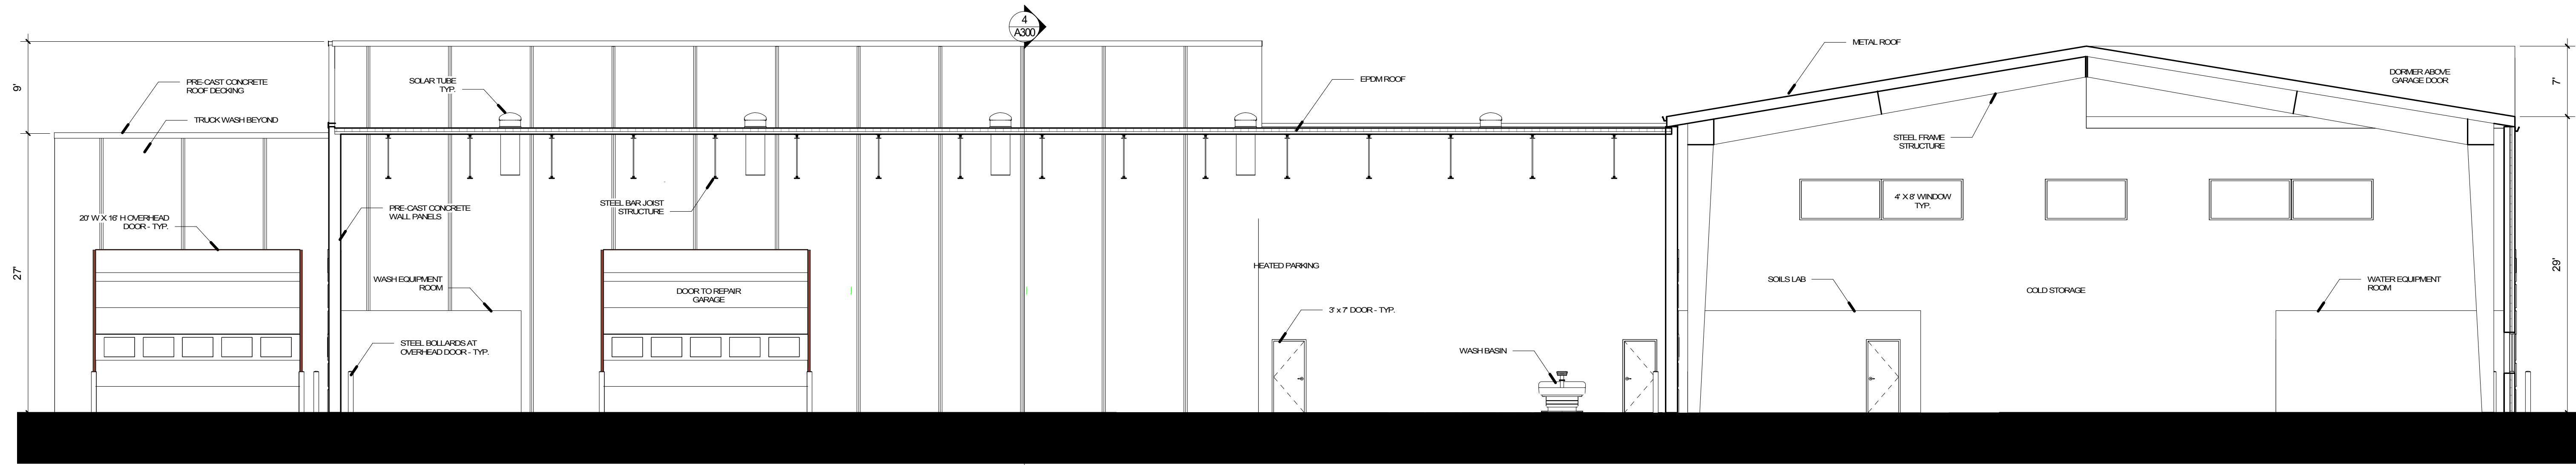 4
A300
METAL ROOF
9'
PRE-CAST CONCRETE
ROOF DECKING
SOLAR TUBE
TYP.
EPDM ROOF
DORMER ABOVE
GARAGE DOOR
7'
TRUCK WASH BEYOND
STEEL FRAME
STRUCTURE
20' W X 16' H OVERHEAD
DOOR - TYP.
PRE-CAST CONCRETE
WALL PANELS
STEEL BAR JOIST
STRUCTURE
4' X 8' WINDOW
TYP.
27'
WASH EQUIPMENT
ROOM
DOOR TO REPAIR
GARAGE
HEATED PARKING
SOILS LAB
COLD STORAGE
WATER EQUIPMENT
ROOM
29'
3' x 7' DOOR - TYP.
STEEL BOLLARDS AT
OVERHEAD DOOR - TYP.
WASH BASIN